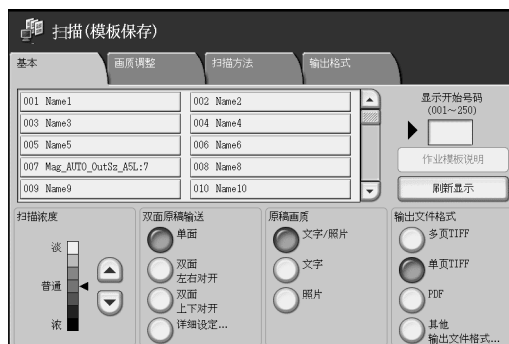 扫描(模板保存)
基本
画质调整
扫描方法
输出格式
001 Name1
002 Name2
003 Name3
004 Name4
005 Name5
006 Name6
007 Mag_AUTO_OutSz_A5L:7
008 Name8
009 Name9
010 Name10
显示开始号码
(001～250)
作业模板说明
刷新显示
扫描浓度
淡
普通
浓
双面原稿输送
单面
双面
左右对开
双面
上下对开
详细设定...
原稿画质
文字/照片
文字
照片
输出文件格式
多页TIFF
单页TIFF
PDF
其他
输出文件格式...